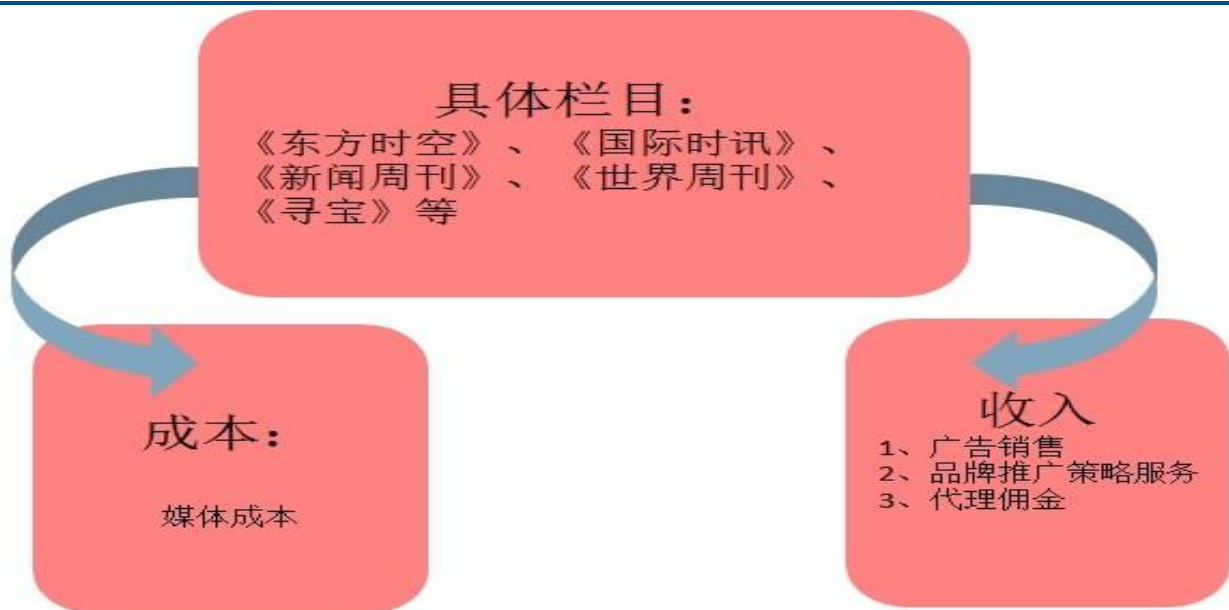 具体栏目：
《东方时空》、《国际时讯》、
《新闻周刊》、《世界周刊》、
《寻宝》等
成本：
媒体成本
收入
1、广告销售
2、品牌推广策略服务
3、代理佣金